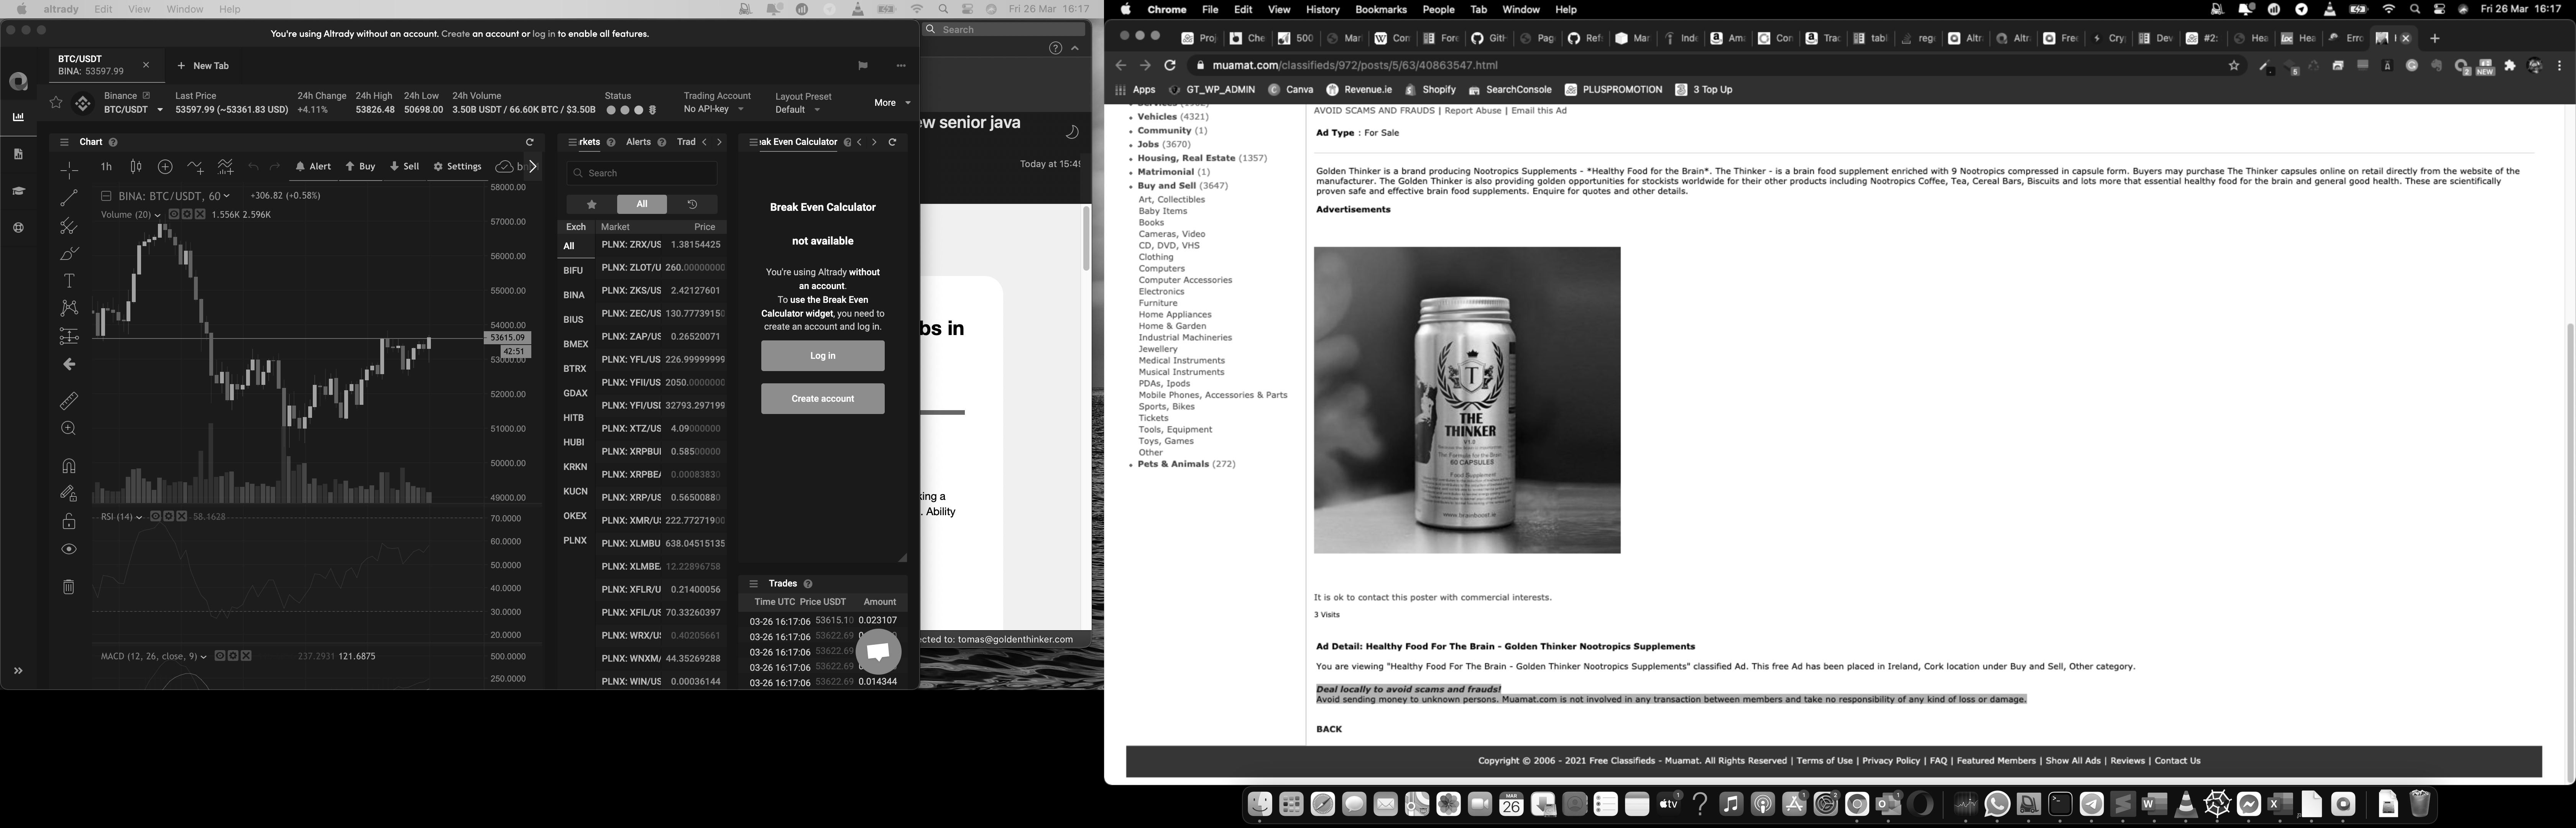 altrady Edit View Window Help
Fri 26 Mar 16:17
You're using Altrady without an account. Create an account or log in to enable all features.
BTC/USDT
BINA: 53597.99
New Tab
Binance
BTC/USDT
Last Price
53597.99 (~53361.83 USD)
24h Change
+4.11%
24h High
53826.48
24h Low
50698.00
24h Volume
3.50B USDT / 66.60K BTC / $3.50B
Status
Trading Account
No API-key
Layout Preset
Default
More
Chart
1h
Alert
Buy
Sell
Settings
BINA: BTC/USDT, 60
+306.82 (+0.58%)
Volume (20)
1.556K 2.596K
58000.00
57000.00
56000.00
55000.00
54000.00
53615.09
42:51
53000.00
52000.00
51000.00
50000.00
49000.00
RSI (14)
58.1628
70.0000
60.0000
50.0000
40.0000
30.0000
20.0000
MACD (12, 26, close, 9)
237.2931 121.6875
500.0000
250.0000
rkets
Alerts
Trad
Search
All
Exch Market Price
All
BIFU
BINA
BIUS
BMEX
BTRX
GDAX
HITB
HUBI
KRKN
KUCN
OKEX
PLNX
PLNX: ZRX/US 1.38154425
PLNX: ZLOT/U 260.00000000
PLNX: ZKS/US 2.42127601
PLNX: ZEC/US 130.77739150
PLNX: ZAP/US 0.26520071
PLNX: YFL/US 226.99999999
PLNX: YFII/US 2050.0000000
PLNX: YFI/USI 32793.297199
PLNX: XTZ/US 4.09000000
PLNX: XRPBUI 0.58500000
PLNX: XRPBE/ 0.00083830
PLNX: XRP/US 0.56500880
PLNX: XMR/US 222.77271900
PLNX: XLMBU 638.04515135
PLNX: XLMBE. 12.22896758
PLNX: XFLR/U 0.21400056
PLNX: XFIL/US 70.33260397
PLNX: WRX/US 0.40205661
PLNX: WNXM/ 44.35269288
PLNX: WIN/US 0.00036144
eak Even Calculator
Break Even Calculator
not available
You're using Altrady without
an account.
To use the Break Even
Calculator widget, you need to
create an account and log in.
Log in
Create account
Trades
Time UTC Price USDT Amount
03-26 16:17:06 53615.10 0.023107
03-26 16:17:06 53622.69
03-26 16:17:06 53622.69
03-26 16:17:06 53622.69
03-26 16:17:06 53622.69 0.014344
Search
w senior java
Today at 15:49
bs in
king a
. Ability
ected to: tomas@goldenthinker.com
Chrome File Edit View History Bookmarks People Tab Window Help
Fri 26 Mar 16:17
muamat.com/classifieds/972/posts/5/63/40863547.html
Apps GT_WP_ADMIN Canva Revenue.ie Shopify SearchConsole PLUSPROMOTION 3 Top Up
Vehicles (4321)
Community (1)
Jobs (3670)
Housing, Real Estate (1357)
Matrimonial (1)
Buy and Sell (3647)
Art, Collectibles
Baby Items
Books
Cameras, Video
CD, DVD, VHS
Clothing
Computers
Computer Accessories
Electronics
Furniture
Home Appliances
Home & Garden
Industrial Machineries
Jewellery
Medical Instruments
Musical Instruments
PDAs, Ipods
Mobile Phones, Accessories & Parts
Sports, Bikes
Tickets
Tools, Equipment
Toys, Games
Other
Pets & Animals (272)
AVOID SCAMS AND FRAUDS | Report Abuse | Email this Ad
Ad Type : For Sale
Golden Thinker is a brand producing Nootropics Supplements - *Healthy Food for the Brain*. The Thinker - is a brain food supplement enriched with 9 Nootropics compressed in capsule form. Buyers may purchase The Thinker capsules online on retail directly from the website of the
manufacturer. The Golden Thinker is also providing golden opportunities for stockists worldwide for their other products including Nootropics Coffee, Tea, Cereal Bars, Biscuits and lots more that essential healthy food for the brain and general good health. These are scientifically
proven safe and effective brain food supplements. Enquire for quotes and other details.
Advertisements
T
THE
THINKER
V1.0
The Formula for the Brain
60 CAPSULES
Food Supplement
www.brainboost.ie
It is ok to contact this poster with commercial interests.
3 Visits
Ad Detail: Healthy Food For The Brain - Golden Thinker Nootropics Supplements
You are viewing "Healthy Food For The Brain - Golden Thinker Nootropics Supplements" classified Ad. This free Ad has been placed in Ireland, Cork location under Buy and Sell, Other category.
Deal locally to avoid scams and frauds!
Avoid sending money to unknown persons. Muamat.com is not involved in any transaction between members and take no responsibility of any kind of loss or damage.
BACK
Copyright © 2006 - 2021 Free Classifieds - Muamat. All Rights Reserved | Terms of Use | Privacy Policy | FAQ | Featured Members | Show All Ads | Reviews | Contact Us